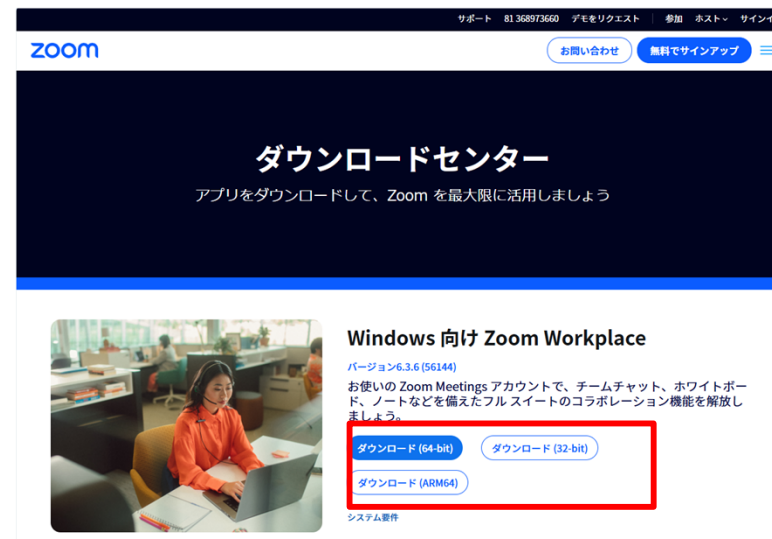 サポート 81 368973660 デモをリクエスト 参加 ホスト サインイ
zoom お問い合わせ 無料でサインアップ
ダウンロードセンター
アプリをダウンロードして、Zoom を最大限に活用しましょう
Windows 向け Zoom Workplace
バージョン6.3.6 (56144)
お使いの Zoom Meetings アカウントで、チームチャット、ホワイトボー
ド、ノートなどを備えたフル スイートのコラボレーション機能を解放し
ましょう。
ダウンロード (64-bit) ダウンロード (32-bit)
ダウンロード (ARM64)
システム要件